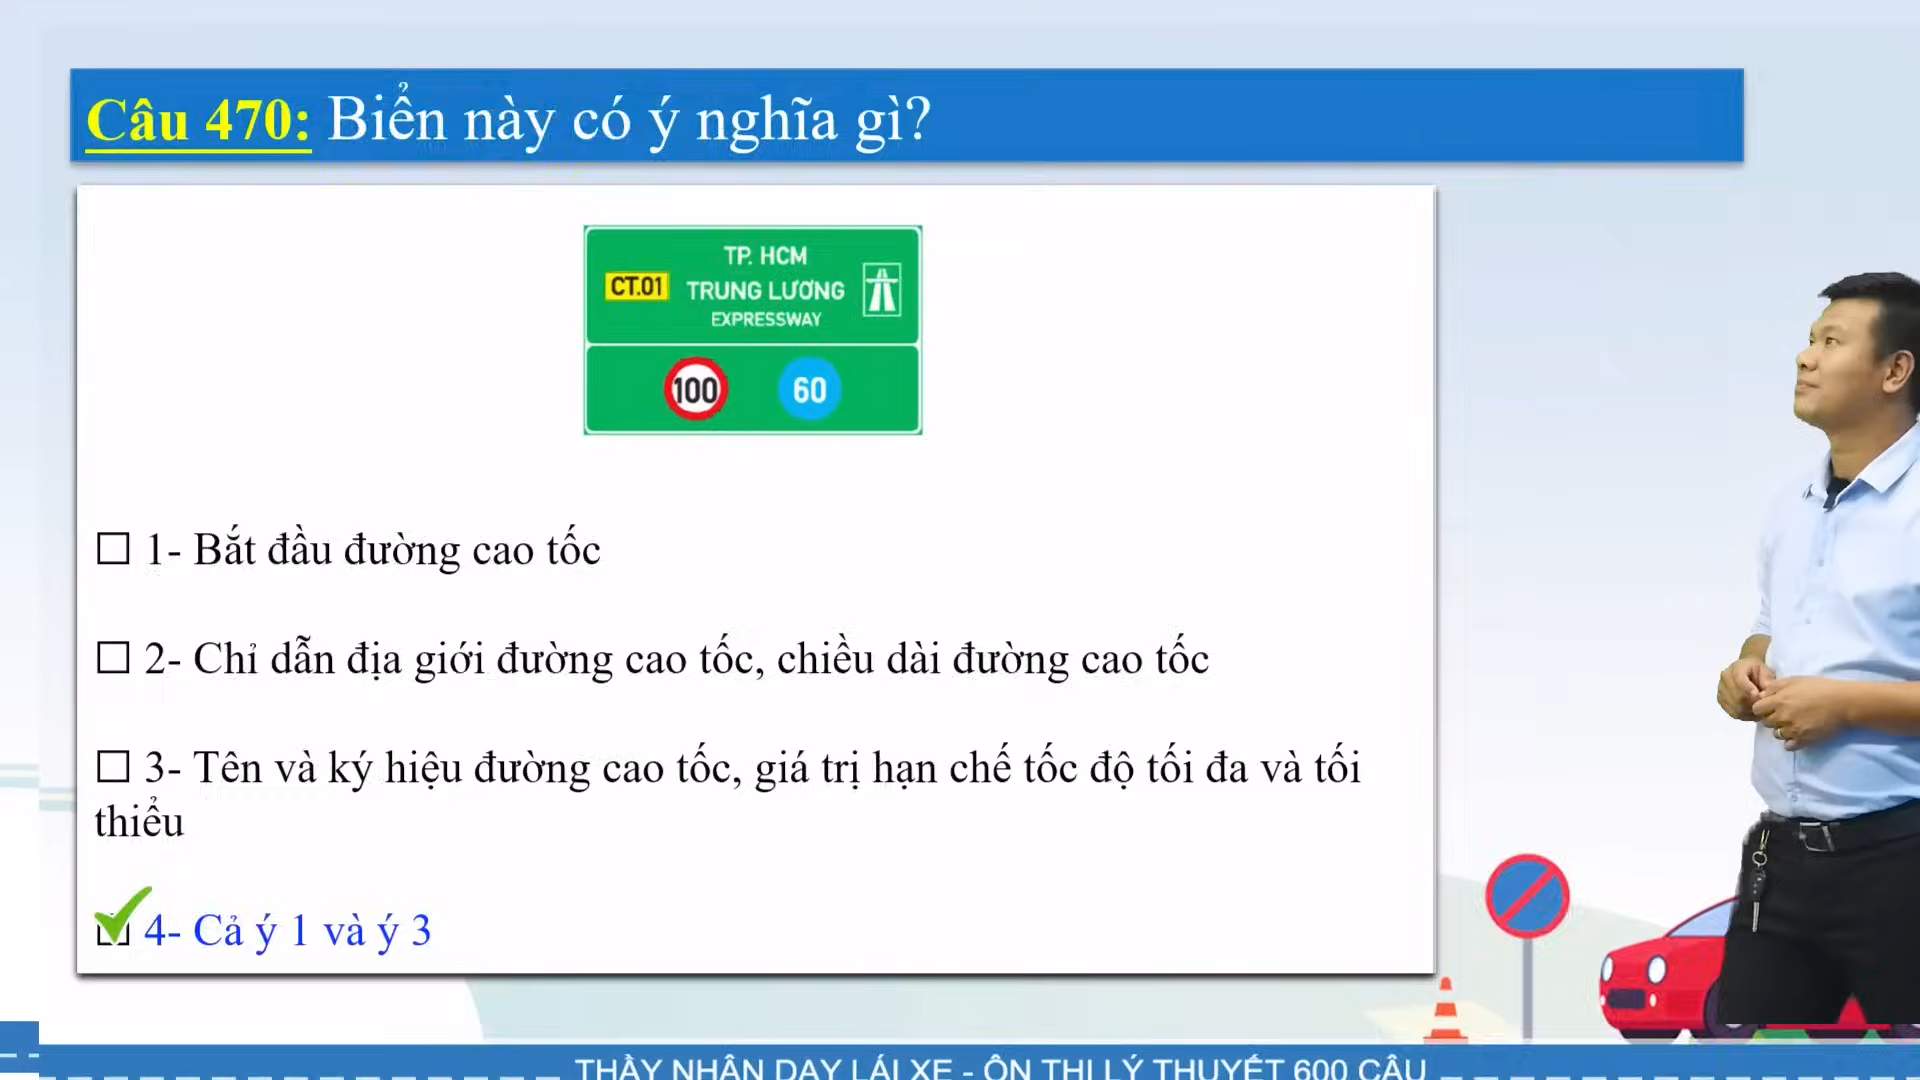 Câu 470: Biển này có ý nghĩa gì?
TP. HCM
CT.01 TRUNG LƯƠNG
EXPRESSWAY
100 60
☐ 1- Bắt đầu đường cao tốc
☐ 2- Chỉ dẫn địa giới đường cao tốc, chiều dài đường cao tốc
☐ 3- Tên và ký hiệu đường cao tốc, giá trị hạn chế tốc độ tối đa và tối
thiểu
☑ 4- Cả ý 1 và ý 3
THẦY NHÂN DẠY LÁI XE - ÔN THI LÝ THUYẾT 600 CÂU